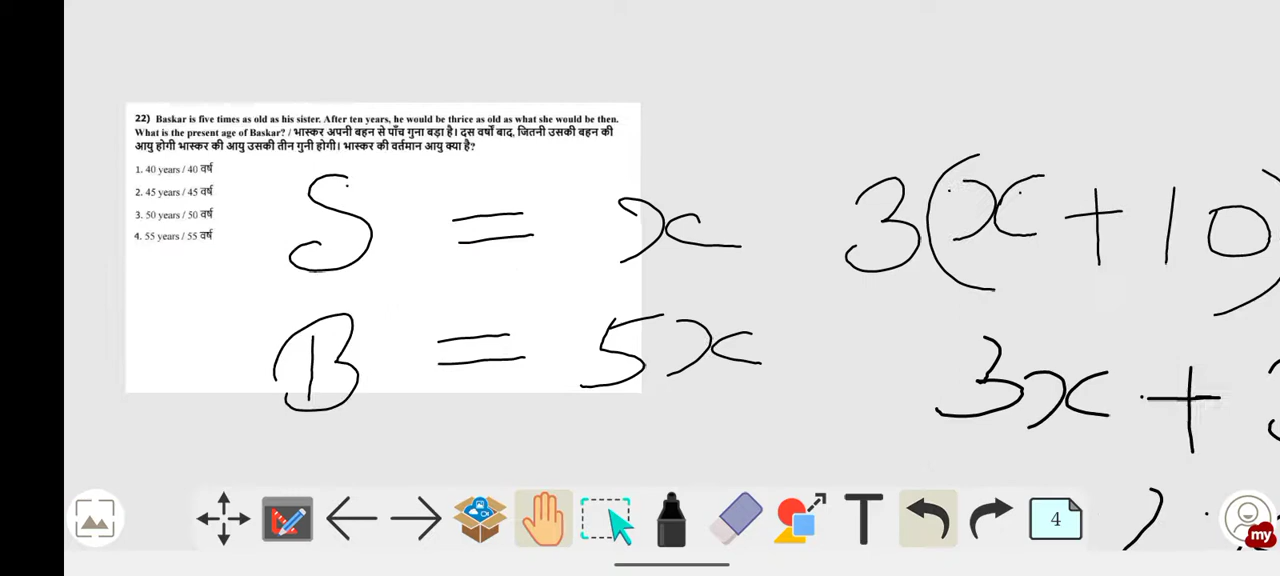 22) Baskar is five times as old as his sister. After ten years, he would be thrice as old as what she would be then.
What is the present age of Baskar? / भास्कर अपनी बहन से पाँच गुना बड़ा है। दस वर्षों बाद, जितनी उसकी बहन की
आयु होगी भास्कर की आयु उसकी तीन गुनी होगी। भास्कर की वर्तमान आयु क्या है?
1. 40 years / 40 वर्ष
2. 45 years / 45 वर्ष
3. 50 years / 50 वर्ष
4. 55 years / 55 वर्ष
S = x
B = 5x
3(x + 10)
3x +
T
4
my